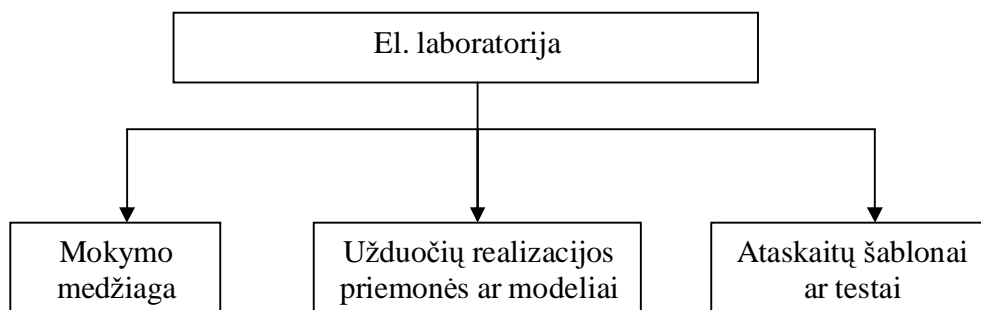 El. laboratorija
Mokymo
medžiaga
Užduočių realizacijos
priemonės ar modeliai
Ataskaitų šablonai
ar testai